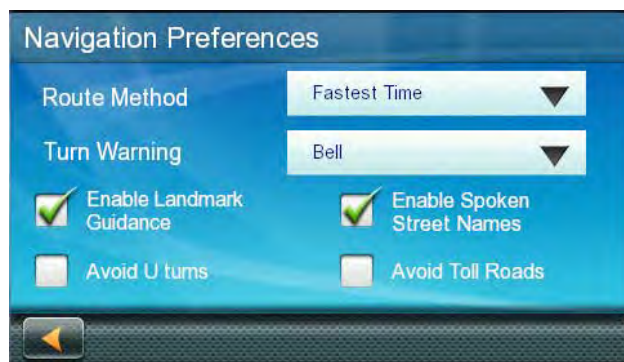 Navigation Preferences
Route Method
Fastest Time
Turn Warning
Bell
Enable Landmark
Guidance
Enable Spoken
Street Names
Avoid U turns
Avoid Toll Roads